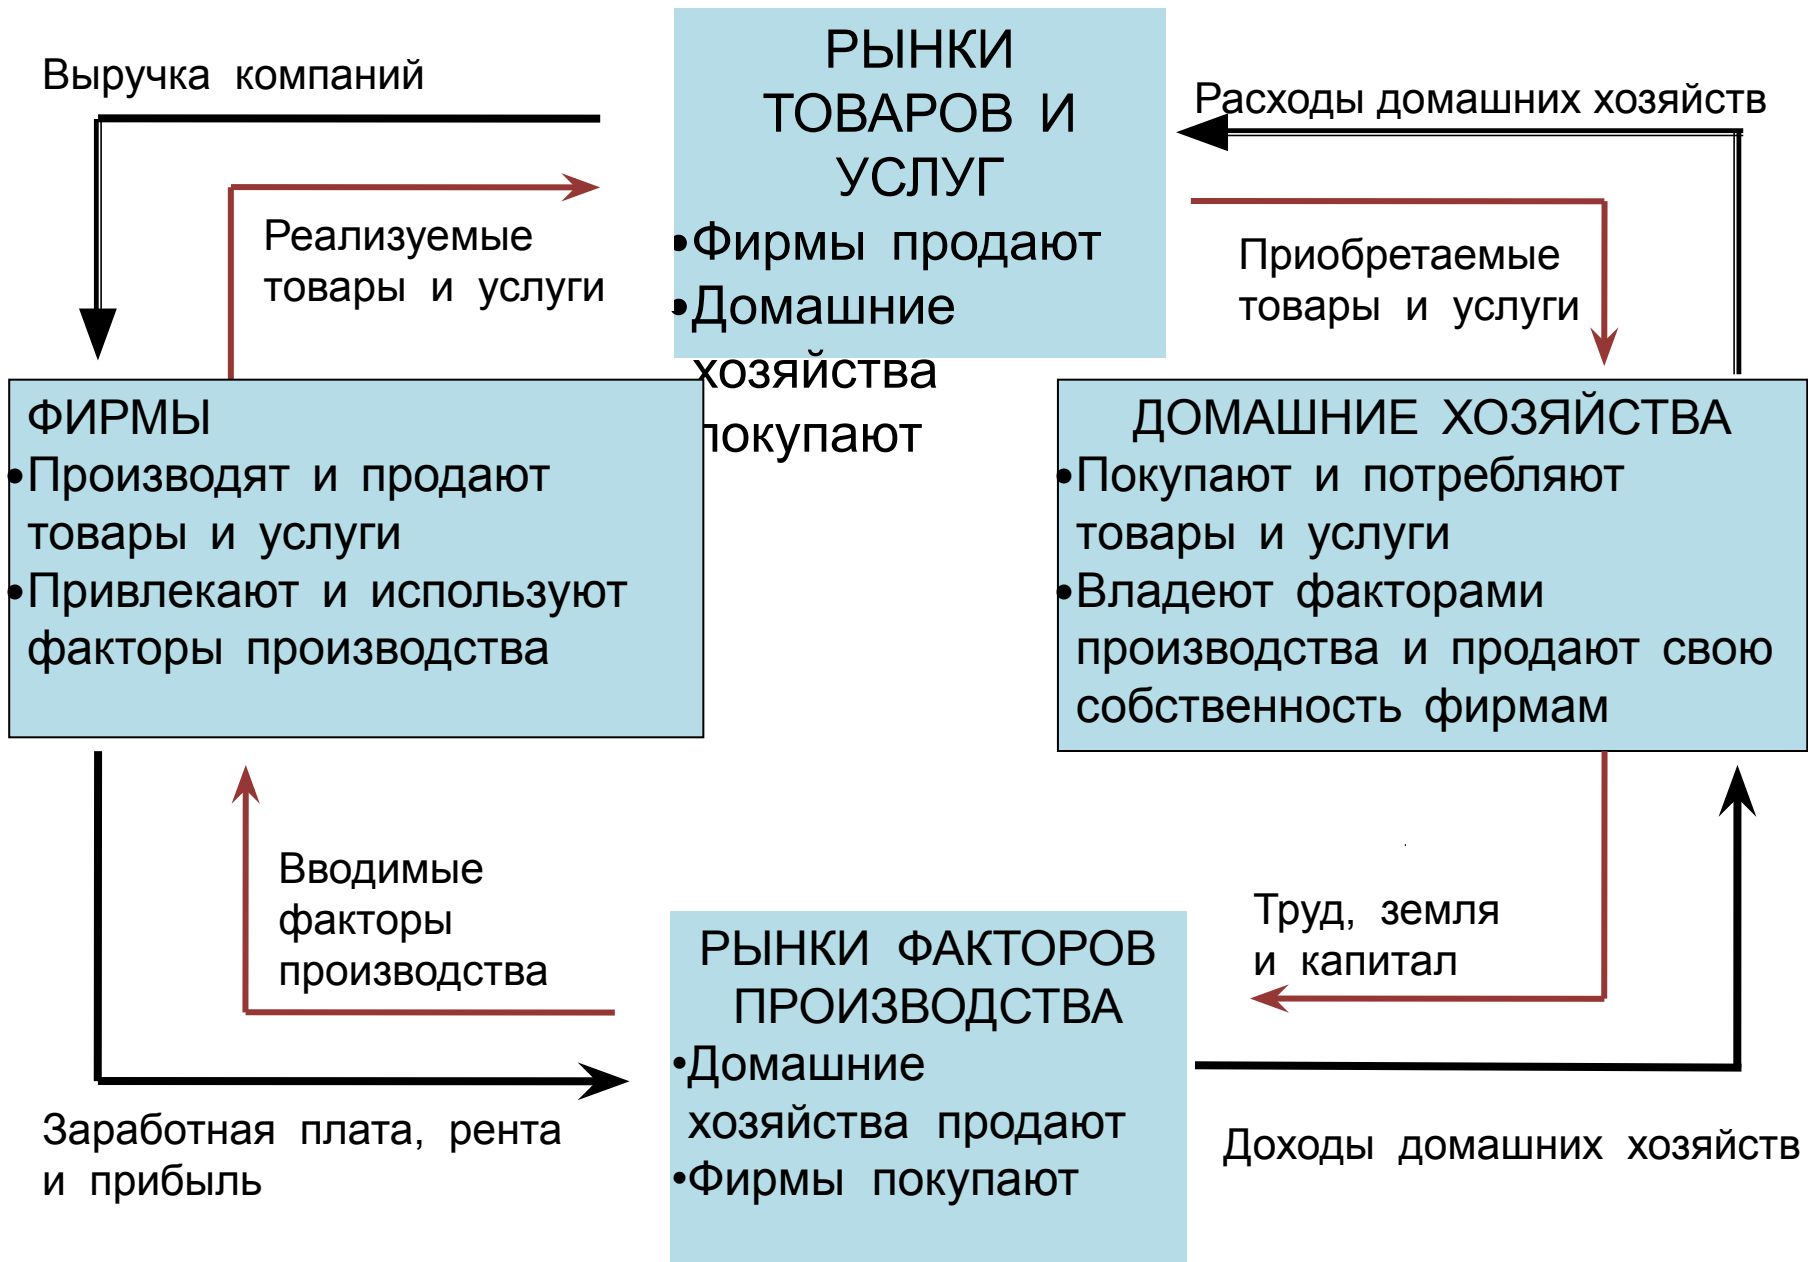 Выручка компаний
РЫНКИ
ТОВАРОВ И
УСЛУГ
•Фирмы продают
•Домашние
хозяйства
покупают
Расходы домашних хозяйств
Реализуемые
товары и услуги
Приобретаемые
товары и услуги
ФИРМЫ
•Производят и продают
товары и услуги
•Привлекают и используют
факторы производства
ДОМАШНИЕ ХОЗЯЙСТВА
•Покупают и потребляют
товары и услуги
•Владеют факторами
производства и продают свою
собственность фирмам
Вводимые
факторы
производства
Труд, земля
и капитал
РЫНКИ ФАКТОРОВ
ПРОИЗВОДСТВА
•Домашние
хозяйства продают
•Фирмы покупают
Заработная плата, рента
и прибыль
Доходы домашних хозяйств